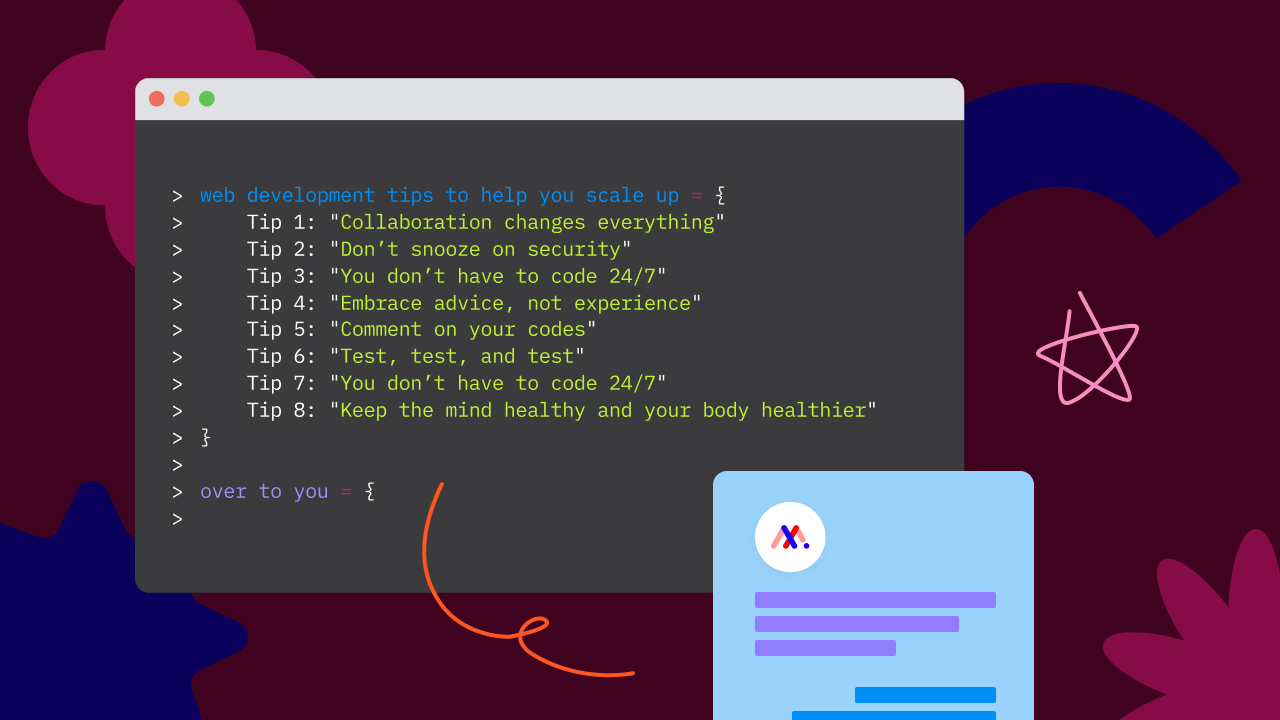 > web development tips to help you scale up = {
> Tip 1: "Collaboration changes everything"
> Tip 2: "Don’t snooze on security"
> Tip 3: "You don’t have to code 24/7"
> Tip 4: "Embrace advice, not experience"
> Tip 5: "Comment on your codes"
> Tip 6: "Test, test, and test"
> Tip 7: "You don’t have to code 24/7"
> Tip 8: "Keep the mind healthy and your body healthier"
> }
>
> over to you = {
>